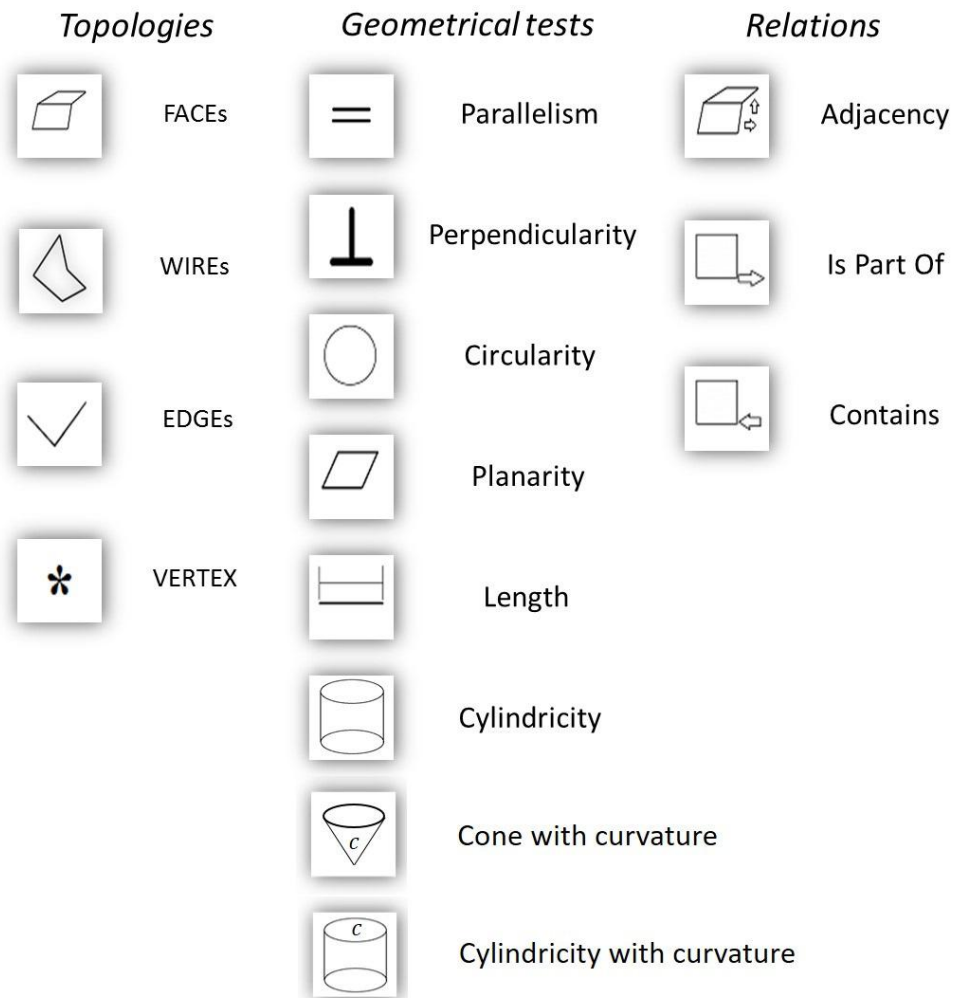 Topologies
FACEs
WIREs
EDGEs
VERTEX
Geometrical tests
Parallelism
Perpendicularity
Circularity
Planarity
Length
Cylindricity
c
Cone with curvature
c
Cylindricity with curvature
Relations
Adjacency
Is Part Of
Contains